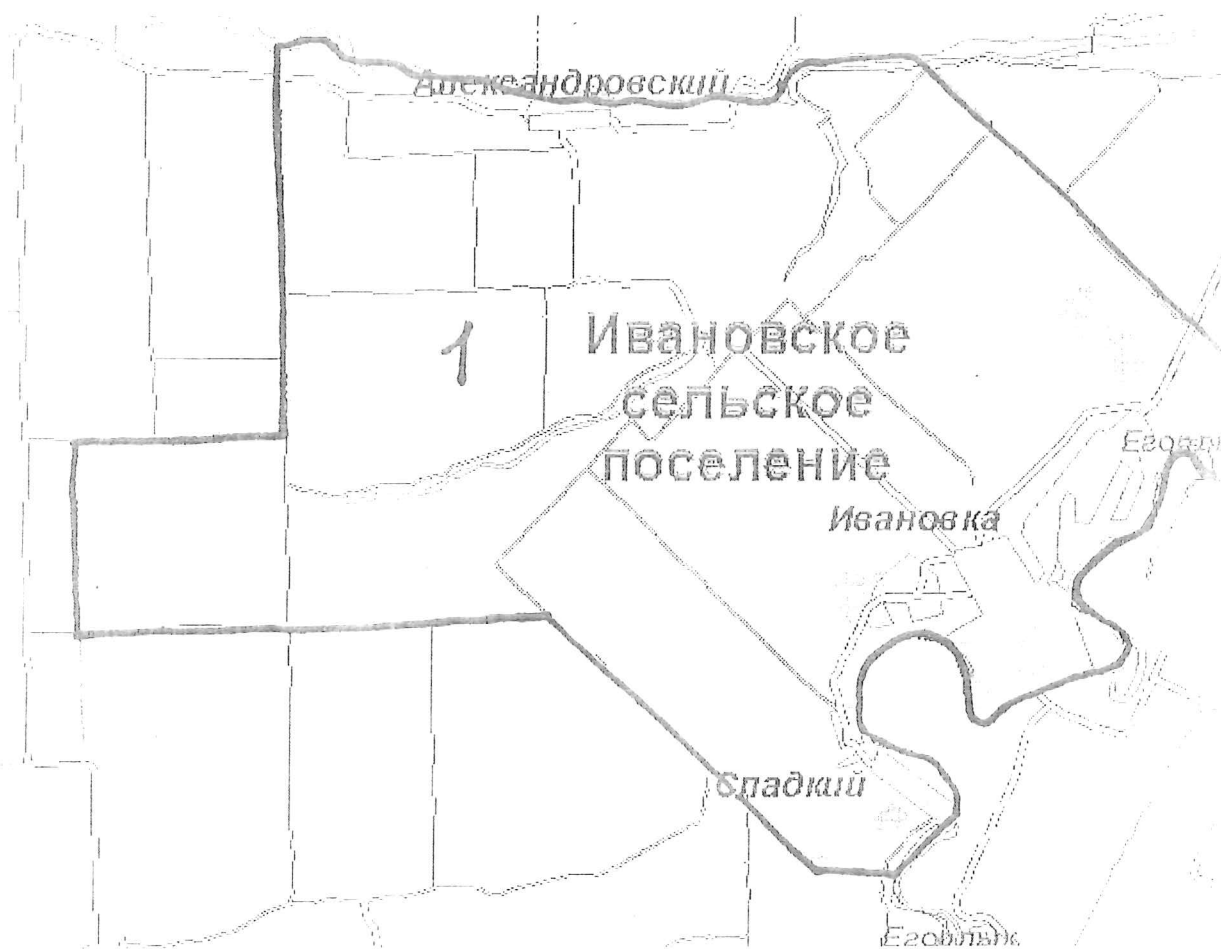 Александровский
1
Ивановское
сельское
поселение
Ивановка
Сладкий
Егорлык